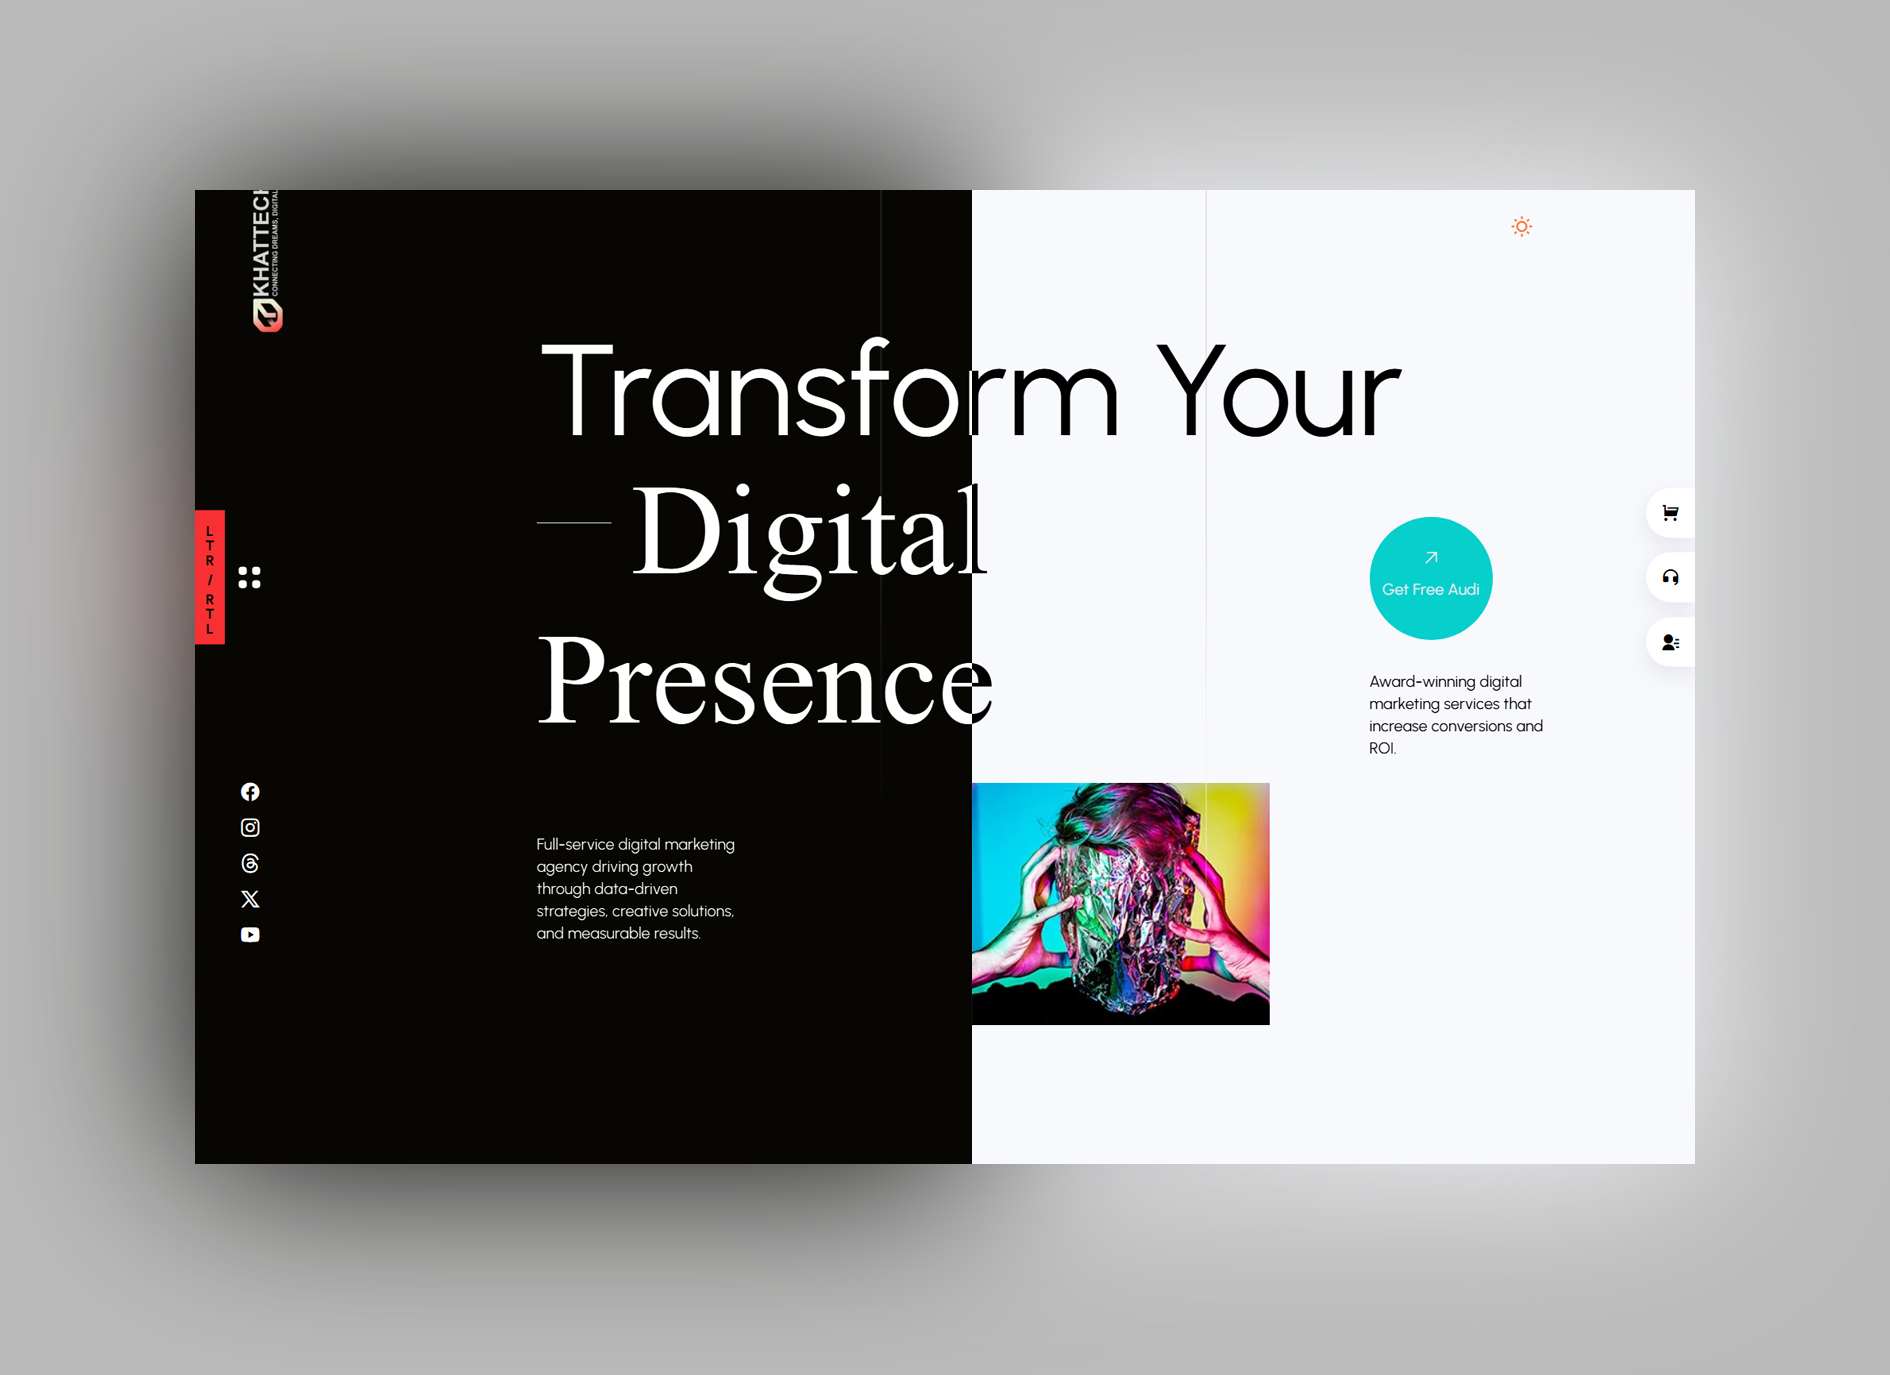 KHATTECH
CONNECTING DREAMS, DIGITAL
Transform Your
Digital
Presence
LTR / RTL
Get Free Audi
Award-winning digital
marketing services that
increase conversions and
ROI.
Full-service digital marketing
agency driving growth
through data-driven
strategies, creative solutions,
and measurable results.